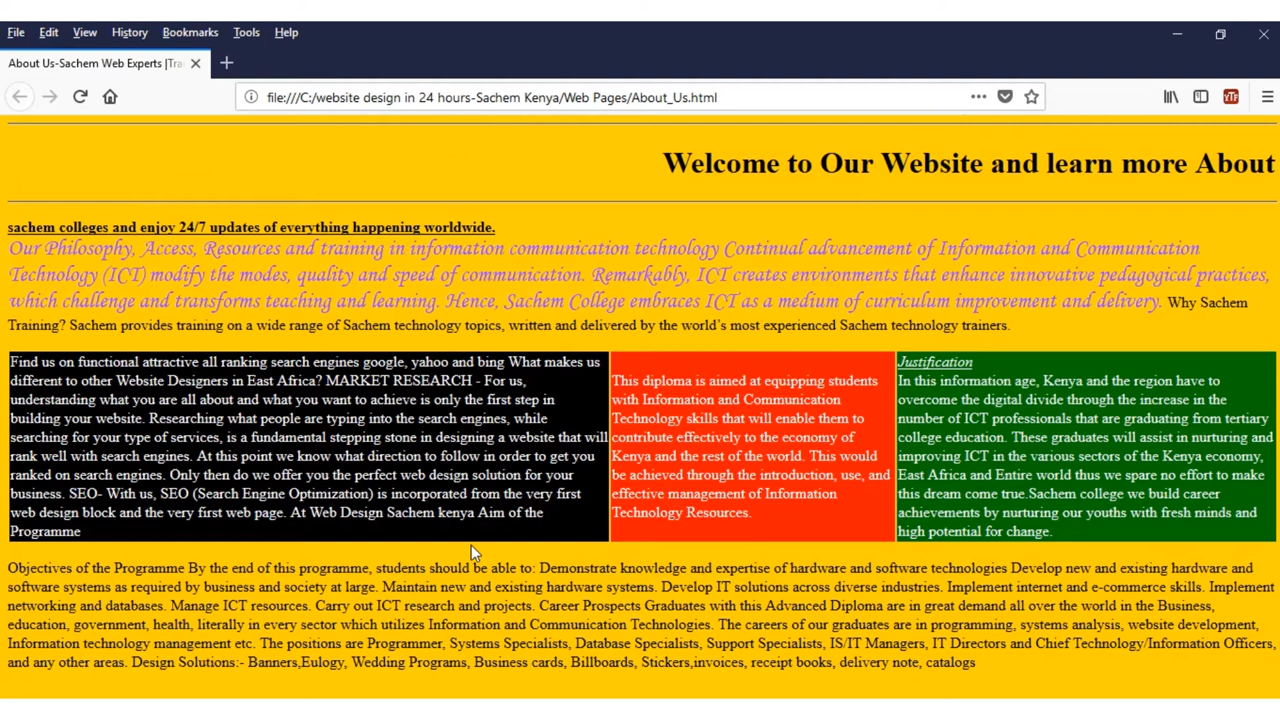 File Edit View History Bookmarks Tools Help
About Us-Sachem Web Experts |Tra
file:///C:/website design in 24 hours-Sachem Kenya/Web Pages/About_Us.html
Welcome to Our Website and learn more About
sachem colleges and enjoy 24/7 updates of everything happening worldwide.
Our Philosophy, Access, Resources and training in information communication technology Continual advancement of Information and Communication
Technology (ICT) modify the modes, quality and speed of communication. Remarkably, ICT creates environments that enhance innovative pedagogical practices,
which challenge and transforms teaching and learning. Hence, Sachem College embraces ICT as a medium of curriculum improvement and delivery. Why Sachem
Training? Sachem provides training on a wide range of Sachem technology topics, written and delivered by the world’s most experienced Sachem technology trainers.
Find us on functional attractive all ranking search engines google, yahoo and bing What makes us
different to other Website Designers in East Africa? MARKET RESEARCH - For us,
understanding what you are all about and what you want to achieve is only the first step in
building your website. Researching what people are typing into the search engines, while
searching for your type of services, is a fundamental stepping stone in designing a website that will
rank well with search engines. At this point we know what direction to follow in order to get you
ranked on search engines. Only then do we offer you the perfect web design solution for your
business. SEO- With us, SEO (Search Engine Optimization) is incorporated from the very first
web design block and the very first web page. At Web Design Sachem kenya Aim of the
Programme
This diploma is aimed at equipping students
with Information and Communication
Technology skills that will enable them to
contribute effectively to the economy of
Kenya and the rest of the world. This would
be achieved through the introduction, use, and
effective management of Information
Technology Resources.
Justification
In this information age, Kenya and the region have to
overcome the digital divide through the increase in the
number of ICT professionals that are graduating from tertiary
college education. These graduates will assist in nurturing and
improving ICT in the various sectors of the Kenya economy,
East Africa and Entire world thus we spare no effort to make
this dream come true.Sachem college we build career
achievements by nurturing our youths with fresh minds and
high potential for change.
Objectives of the Programme By the end of this programme, students should be able to: Demonstrate knowledge and expertise of hardware and software technologies Develop new and existing hardware and
software systems as required by business and society at large. Maintain new and existing hardware systems. Develop IT solutions across diverse industries. Implement internet and e-commerce skills. Implement
networking and databases. Manage ICT resources. Carry out ICT research and projects. Career Prospects Graduates with this Advanced Diploma are in great demand all over the world in the Business,
education, government, health, literally in every sector which utilizes Information and Communication Technologies. The careers of our graduates are in programming, systems analysis, website development,
Information technology management etc. The positions are Programmer, Systems Specialists, Database Specialists, Support Specialists, IS/IT Managers, IT Directors and Chief Technology/Information Officers,
and any other areas. Design Solutions:- Banners,Eulogy, Wedding Programs, Business cards, Billboards, Stickers,invoices, receipt books, delivery note, catalogs